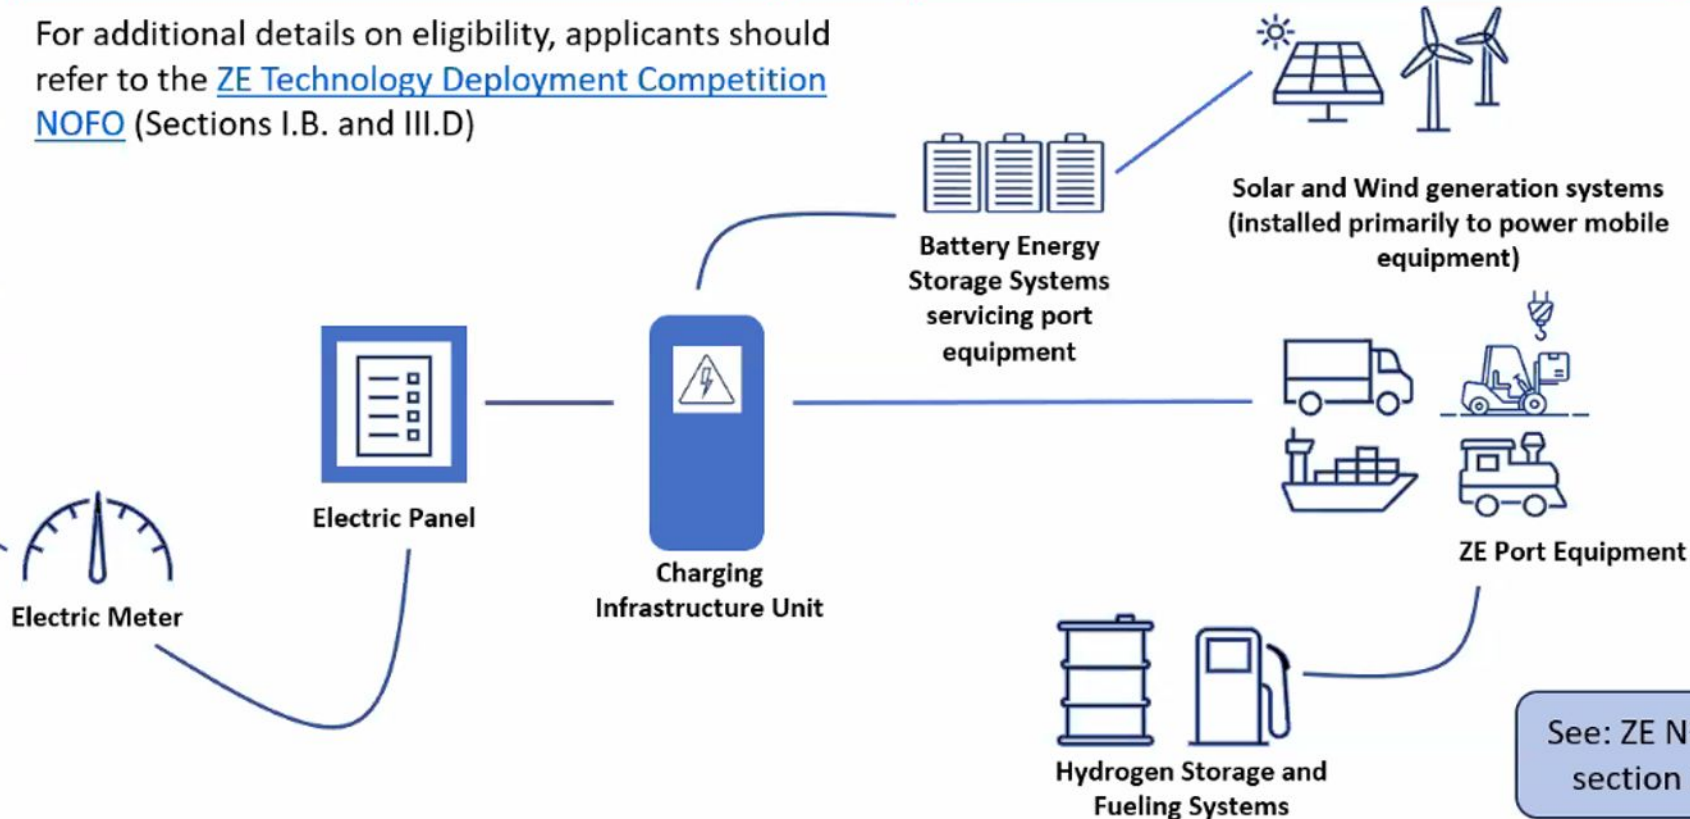 For additional details on eligibility, applicants should
refer to the ZE Technology Deployment Competition
NOFO (Sections I.B. and III.D)
Solar and Wind generation systems
(installed primarily to power mobile
equipment)
Battery Energy
Storage Systems
servicing port
equipment
Electric Panel
Charging
Infrastructure Unit
ZE Port Equipment
Electric Meter
Hydrogen Storage and
Fueling Systems
See: ZE N
section